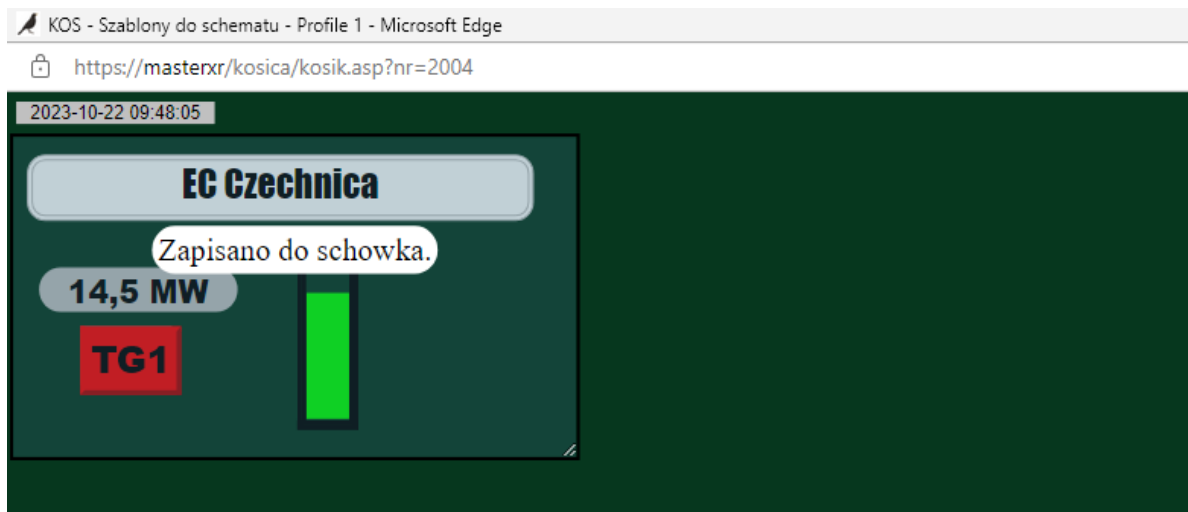 KOS - Szablony do schematu - Profile 1 - Microsoft Edge
https://masterxr/kosica/kosik.asp?nr=2004
2023-10-22 09:48:05
EC Czechnica
Zapisano do schowka.
14,5 MW
TG1